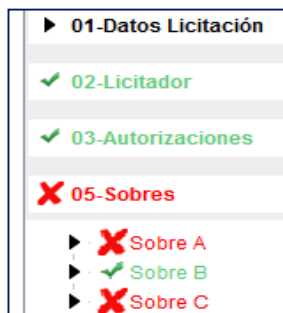 01-Datos Licitación
02-Licitador
03-Autorizaciones
05-Sobres
Sobre A
Sobre B
Sobre C